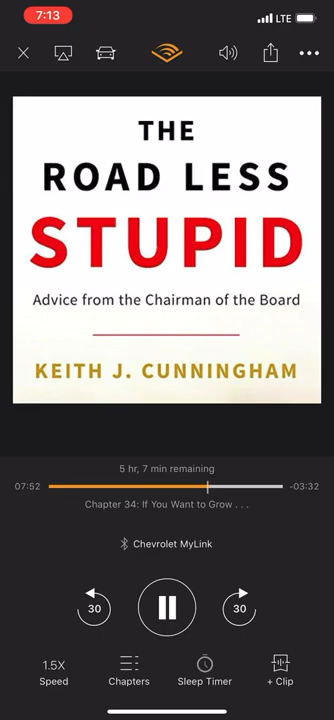 7:13
LTE
THE
ROAD LESS
STUPID
Advice from the Chairman of the Board
KEITH J. CUNNINGHAM
5 hr, 7 min remaining
07:52
-03:32
Chapter 34: If You Want to Grow . . .
Chevrolet MyLink
30
30
1.5X
Speed
Chapters
Sleep Timer
+ Clip